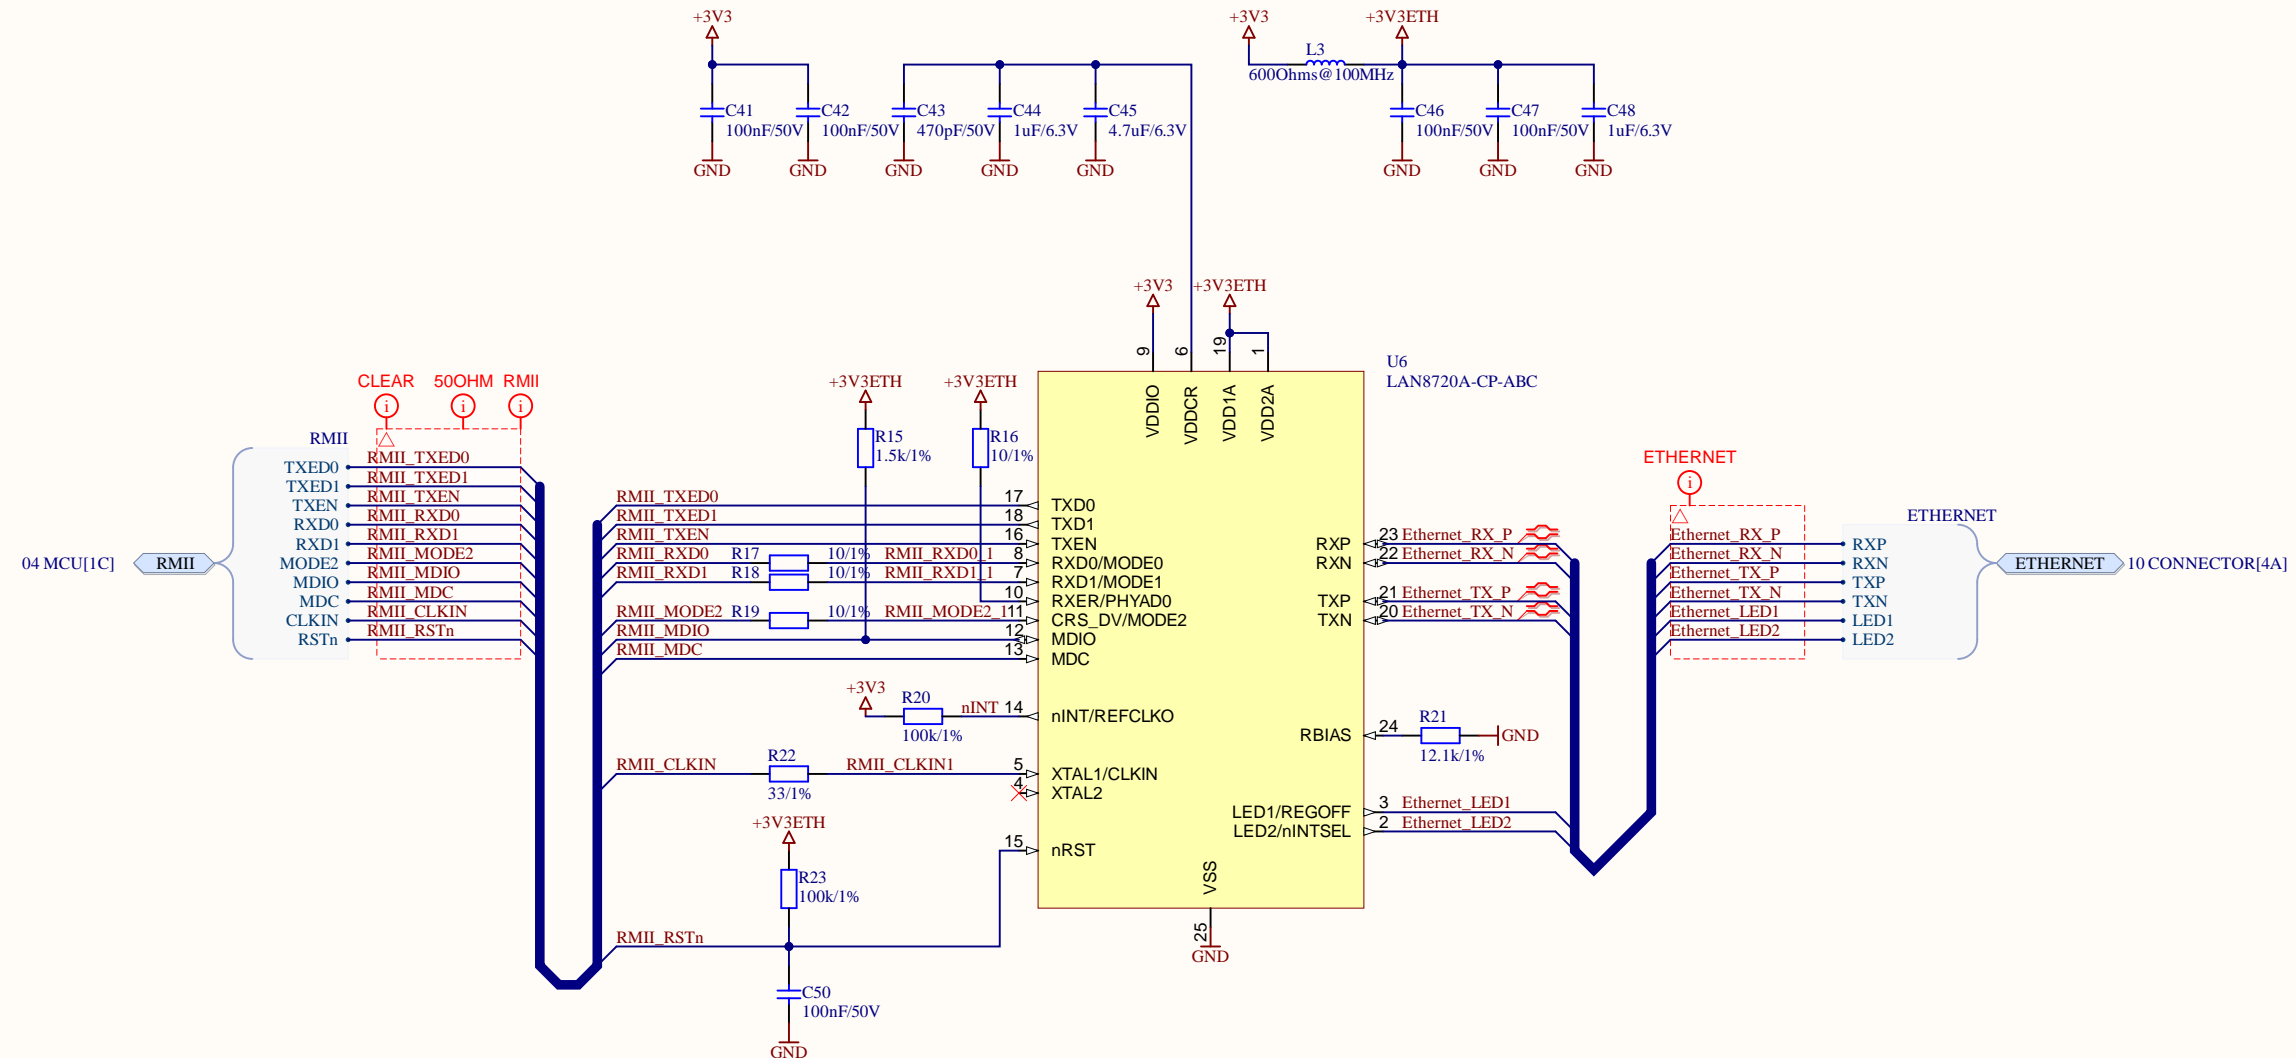 +3V3
+3V3
+3V3ETH
L3
600Ohms@100MHz
C41
100nF/50V
C42
100nF/50V
C43
470pF/50V
C44
1uF/6.3V
C45
4.7uF/6.3V
C46
100nF/50V
C47
100nF/50V
C48
1uF/6.3V
GND
GND
GND
GND
GND
GND
GND
GND
+3V3
+3V3ETH
9
6
19
1
U6
LAN8720A-CP-ABC
VDDIO
VDDCR
VDD1A
VDD2A
CLEAR
50OHM
RMII
i
i
i
+3V3ETH
+3V3ETH
R15
1.5k/1%
R16
10/1%
RMII
04 MCU[1C]
RMII
TXED0
RMII_TXED0
TXED1
RMII_TXED1
TXEN
RMII_TXEN
RXD0
RMII_RXD0
RXD1
RMII_RXD1
MODE2
RMII_MODE2
MDIO
RMII_MDIO
MDC
RMII_MDC
CLKIN
RMII_CLKIN
RSTn
RMII_RSTn
RMII_TXED0
17
TXD0
RMII_TXED1
18
TXD1
RMII_TXEN
16
TXEN
RMII_RXD0
R17
10/1%
RMII_RXD0_1
8
RXD0/MODE0
RMII_RXD1
R18
10/1%
RMII_RXD1_1
7
RXD1/MODE1
10
RXER/PHYAD0
RMII_MODE2
R19
10/1%
RMII_MODE2_1
11
CRS_DV/MODE2
RMII_MDIO
12
MDIO
RMII_MDC
13
MDC
+3V3
R20
100k/1%
nINT
14
nINT/REFCLKO
RMII_CLKIN
R22
33/1%
RMII_CLKIN1
5
XTAL1/CLKIN
4
XTAL2
+3V3ETH
R23
100k/1%
15
nRST
RMII_RSTn
C50
100nF/50V
GND
VSS
25
GND
RXP
23
Ethernet_RX_P
RXN
22
Ethernet_RX_N
TXP
21
Ethernet_TX_P
TXN
20
Ethernet_TX_N
RBIAS
24
R21
12.1k/1%
GND
LED1/REGOFF
3
Ethernet_LED1
LED2/nINTSEL
2
Ethernet_LED2
ETHERNET
i
ETHERNET
Ethernet_RX_P
RXP
Ethernet_RX_N
RXN
Ethernet_TX_P
TXP
Ethernet_TX_N
TXN
Ethernet_LED1
LED1
Ethernet_LED2
LED2
ETHERNET
10 CONNECTOR[4A]